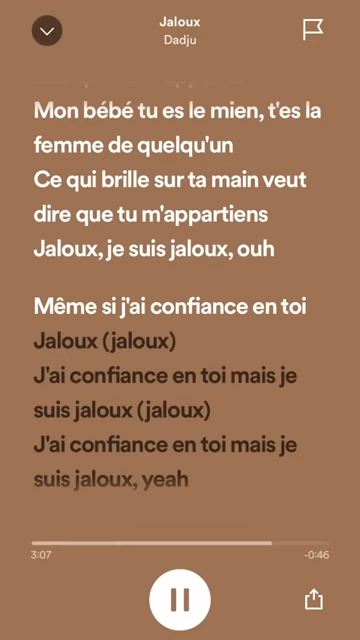 Jaloux
Dadju
Mon bébé tu es le mien, t'es la
femme de quelqu'un
Ce qui brille sur ta main veut
dire que tu m'appartiens
Jaloux, je suis jaloux, ouh
Même si j'ai confiance en toi
Jaloux (jaloux)
J'ai confiance en toi mais je
suis jaloux (jaloux)
J'ai confiance en toi mais je
suis jaloux, yeah
3:07
-0:46